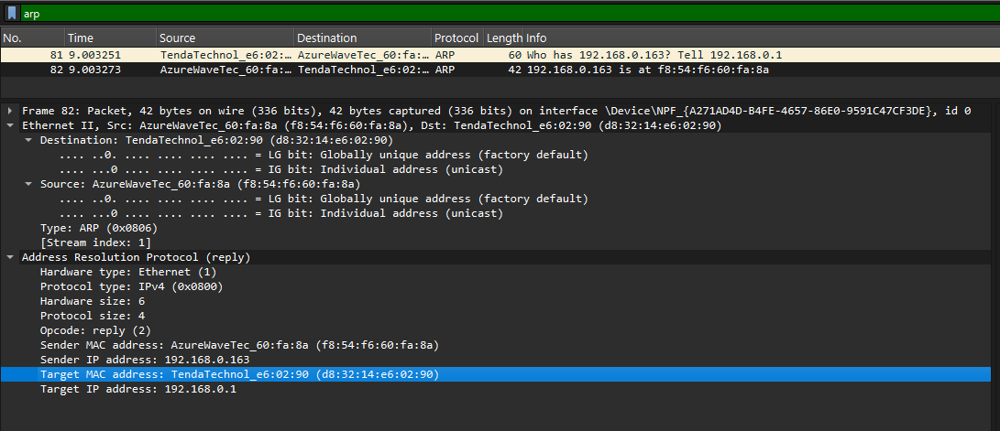 arp
No. Time Source Destination Protocol Length Info
81 9.003251 TendaTechnol_e6:02:… AzureWaveTec_60:fa:… ARP 60 Who has 192.168.0.163? Tell 192.168.0.1
82 9.003273 AzureWaveTec_60:fa:… TendaTechnol_e6:02:… ARP 42 192.168.0.163 is at f8:54:f6:60:fa:8a
Frame 82: Packet, 42 bytes on wire (336 bits), 42 bytes captured (336 bits) on interface \Device\NPF_{A271AD4D-B4FE-4657-86E0-9591C47CF3DE}, id 0
Ethernet II, Src: AzureWaveTec_60:fa:8a (f8:54:f6:60:fa:8a), Dst: TendaTechnol_e6:02:90 (d8:32:14:e6:02:90)
Destination: TendaTechnol_e6:02:90 (d8:32:14:e6:02:90)
.... ..0. .... .... .... .... = LG bit: Globally unique address (factory default)
.... ...0 .... .... .... .... = IG bit: Individual address (unicast)
Source: AzureWaveTec_60:fa:8a (f8:54:f6:60:fa:8a)
.... ..0. .... .... .... .... = LG bit: Globally unique address (factory default)
.... ...0 .... .... .... .... = IG bit: Individual address (unicast)
Type: ARP (0x0806)
[Stream index: 1]
Address Resolution Protocol (reply)
Hardware type: Ethernet (1)
Protocol type: IPv4 (0x0800)
Hardware size: 6
Protocol size: 4
Opcode: reply (2)
Sender MAC address: AzureWaveTec_60:fa:8a (f8:54:f6:60:fa:8a)
Sender IP address: 192.168.0.163
Target MAC address: TendaTechnol_e6:02:90 (d8:32:14:e6:02:90)
Target IP address: 192.168.0.1